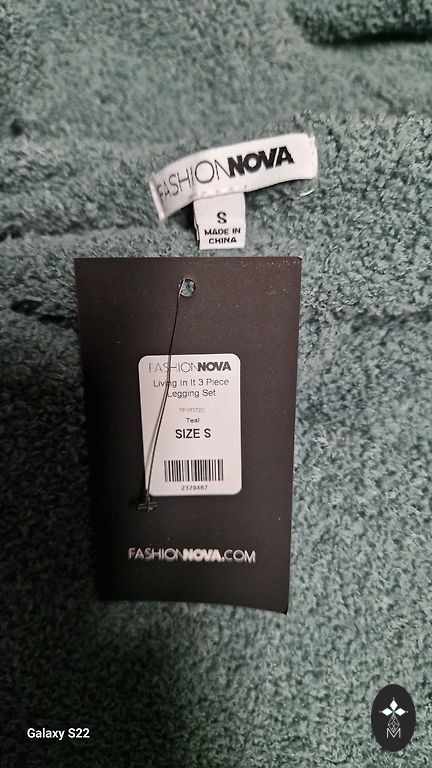 FASHIONNOVA
S
MADE IN
CHINA
FASHIONNOVA
Living In It 3 Piece
Legging Set
Teal
SIZE S
2379467
FASHIONNOVA.COM
Galaxy S22
M